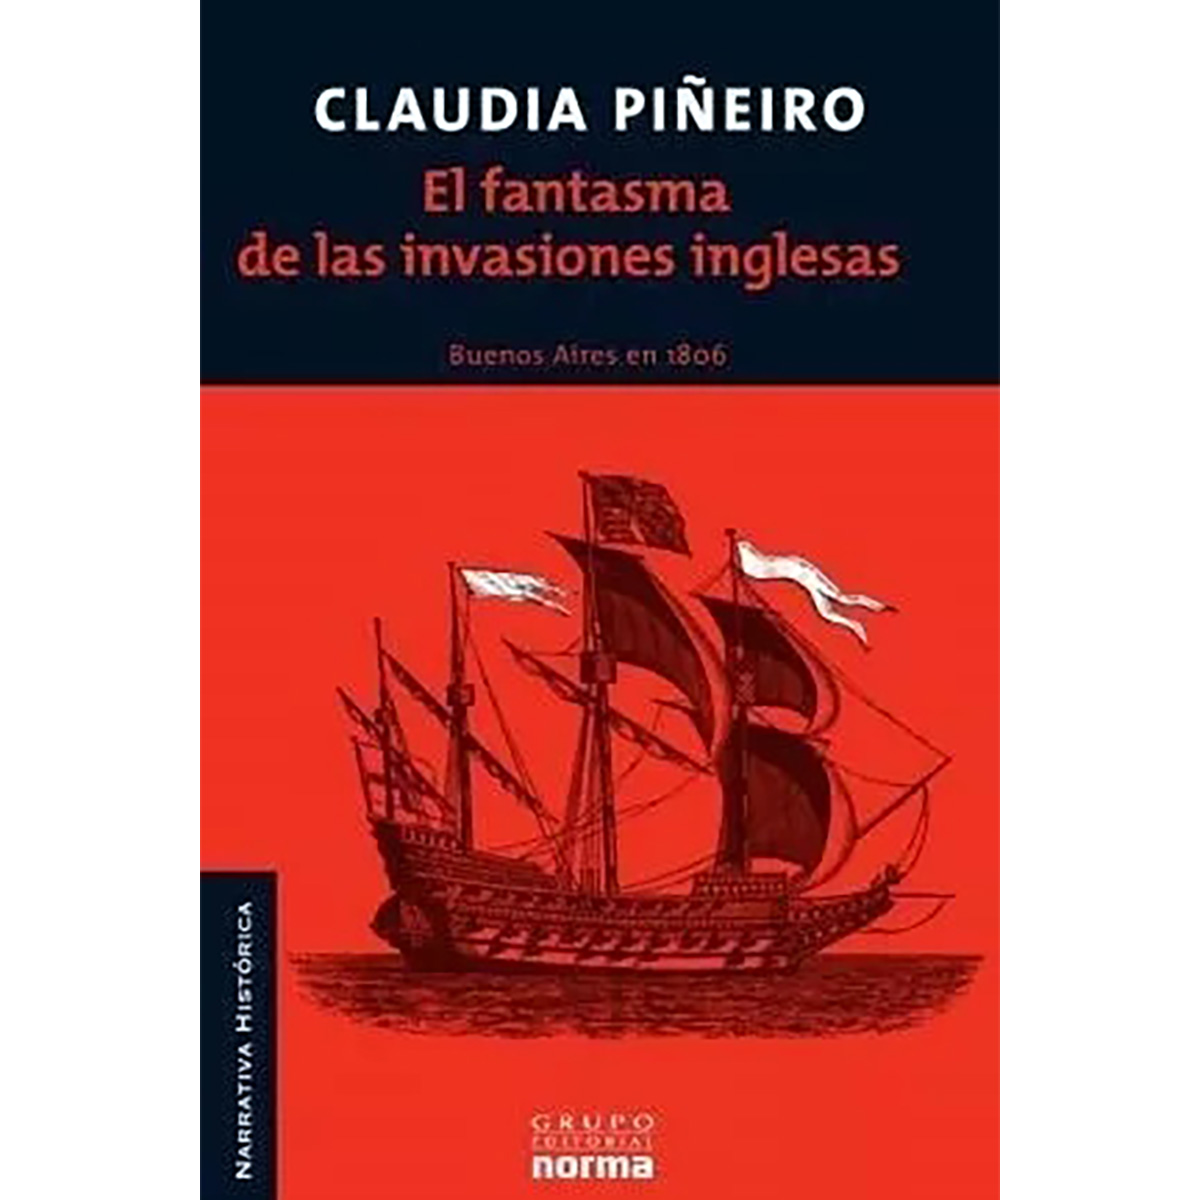 CLAUDIA PIÑEIRO
El fantasma
de las invasiones inglesas
Buenos Aires en 1806
NARRATIVA HISTÓRICA
GRUPO
EDITORIAL
norma